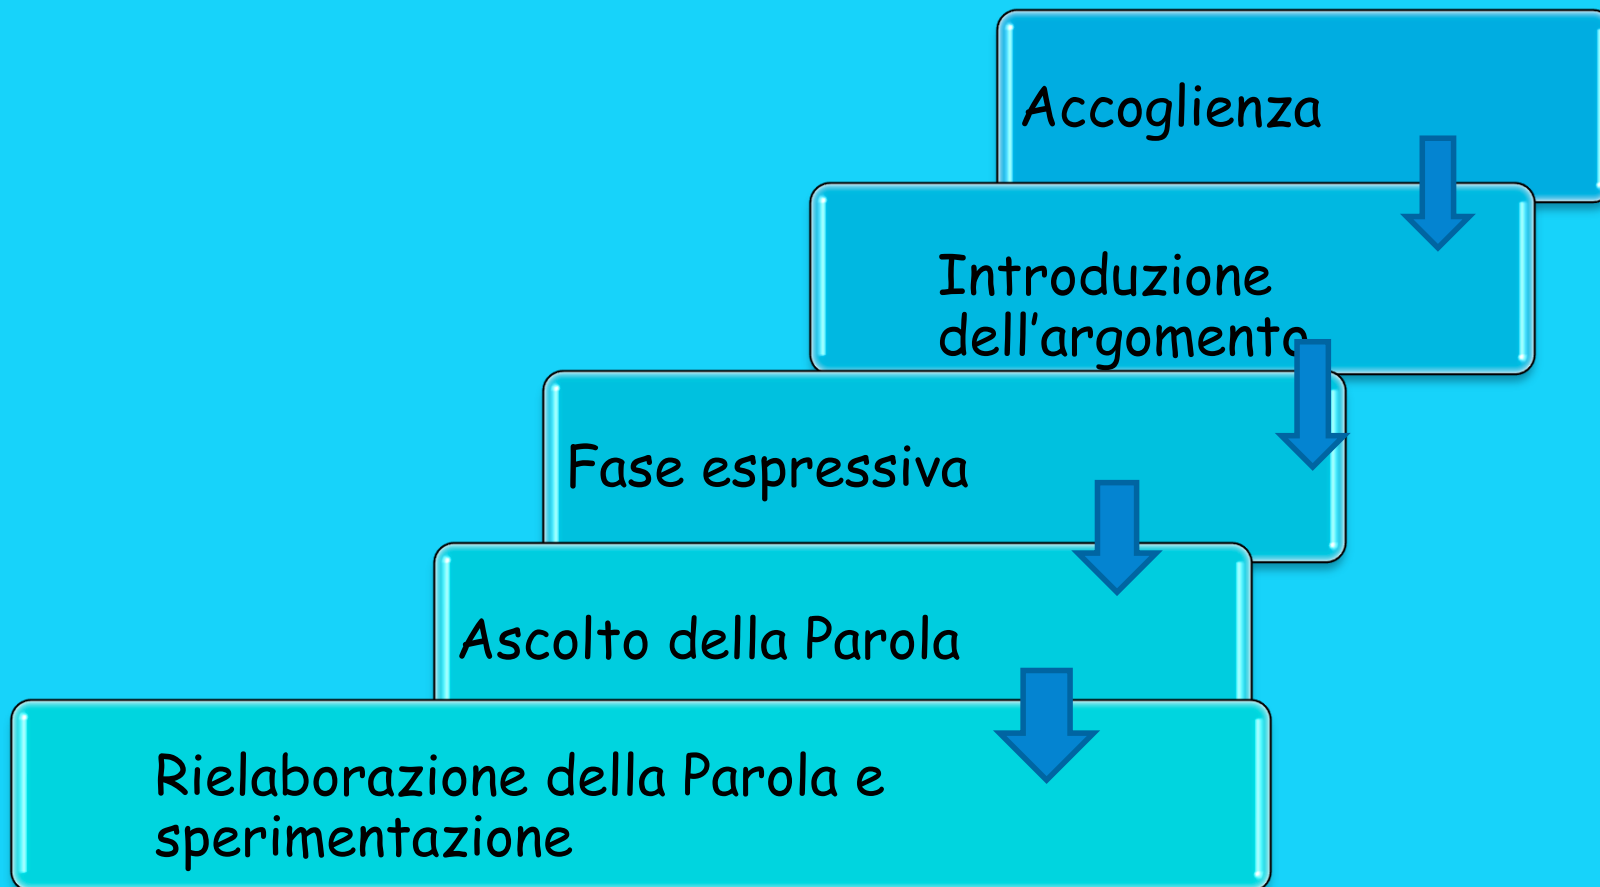 Accoglienza
Introduzione
dell’argomento
Fase espressiva
Ascolto della Parola
Rielaborazione della Parola e
sperimentazione